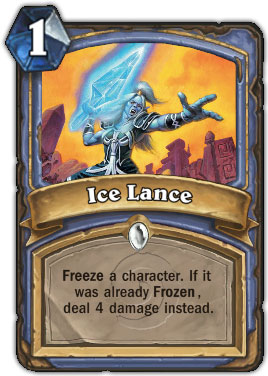 1
Ice Lance
Freeze a character. If it
was already Frozen ,
deal 4 damage instead.